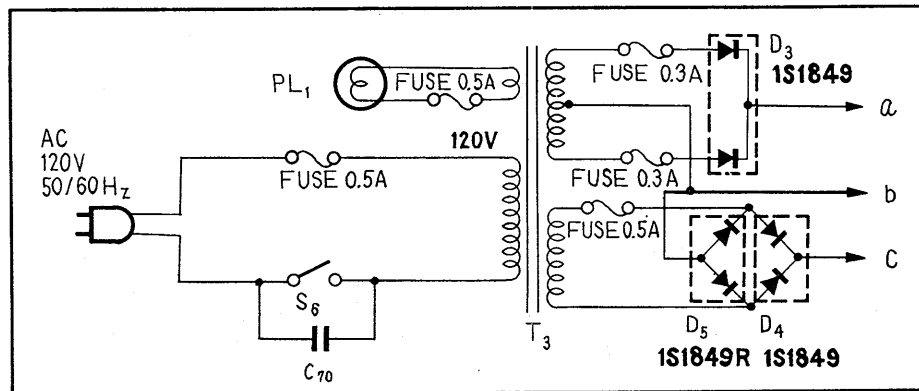 PL1
FUSE 0.5A
FUSE 0.3A
D3
1S1849
a
AC
120V
50/60Hz
120V
FUSE 0.5A
FUSE 0.3A
b
FUSE 0.5A
C
S6
C70
T3
D5
D4
1S1849R 1S1849